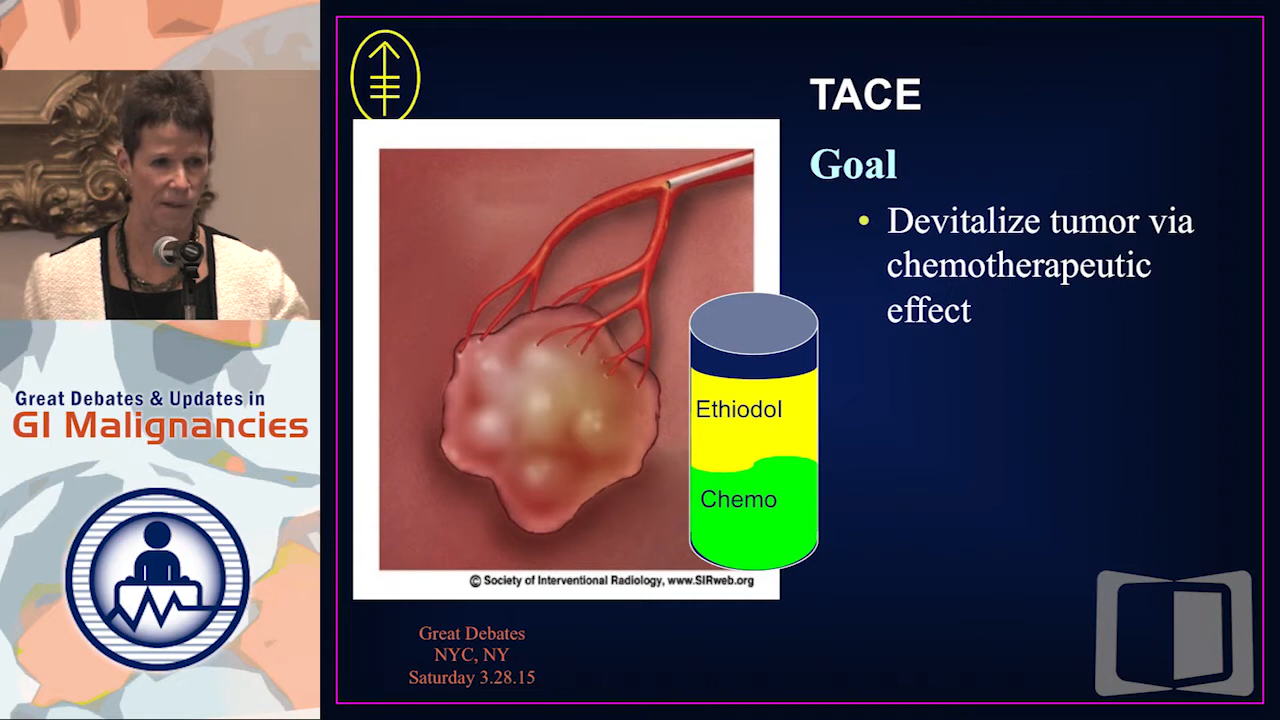 Great Debates & Updates in
GI Malignancies
TACE
Goal
• Devitalize tumor via
chemotherapeutic
effect
Ethiodol
Chemo
© Society of Interventional Radiology, www.SIRweb.org
Great Debates
NYC, NY
Saturday 3.28.15